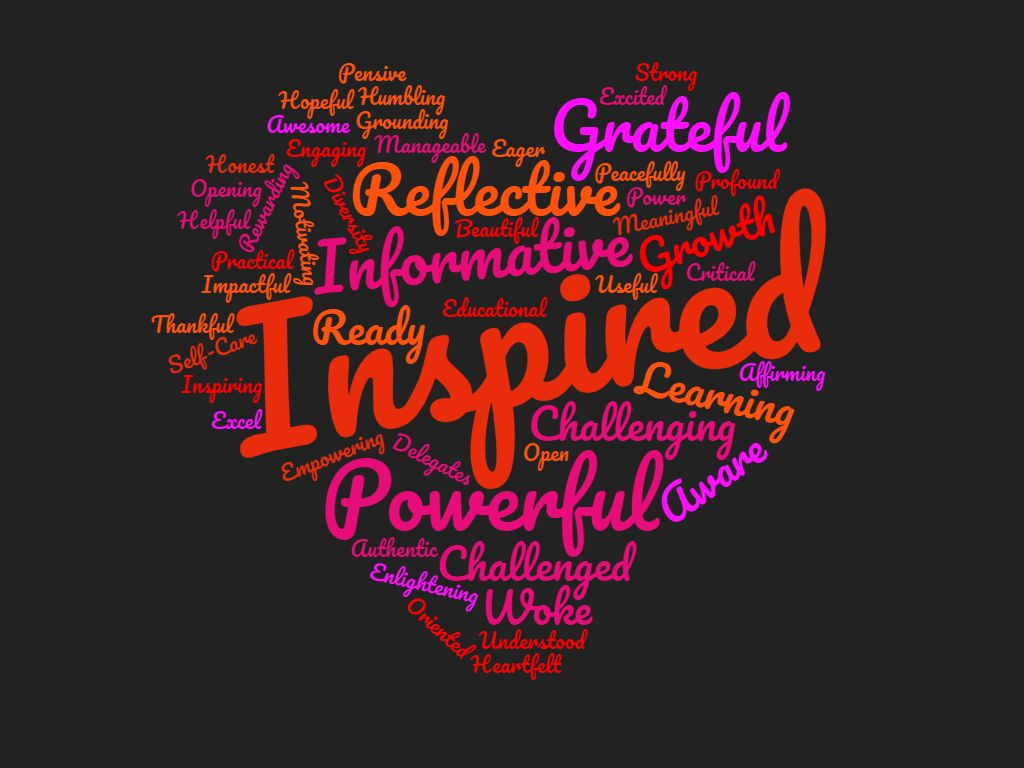 Pensive
Strong
Hopeful
Humbling
Excited
Awesome
Grounding
Grateful
Engaging
Manageable
Eager
Honest
Reflective
Peacefully
Profound
Opening
Rewarding
Motivating
Diversity
Power
Helpful
Beautiful
Meaningful
Practical
Informative
Growth
Impactful
Useful
Critical
Thankful
Ready
Educational
Inspired
Self-Care
Inspiring
Learning
Affirming
Excel
Challenging
Empowering
Delegates
Open
Aware
Powerful
Authentic
Challenged
Enlightening
Woke
Oriented
Understood
Heartfelt